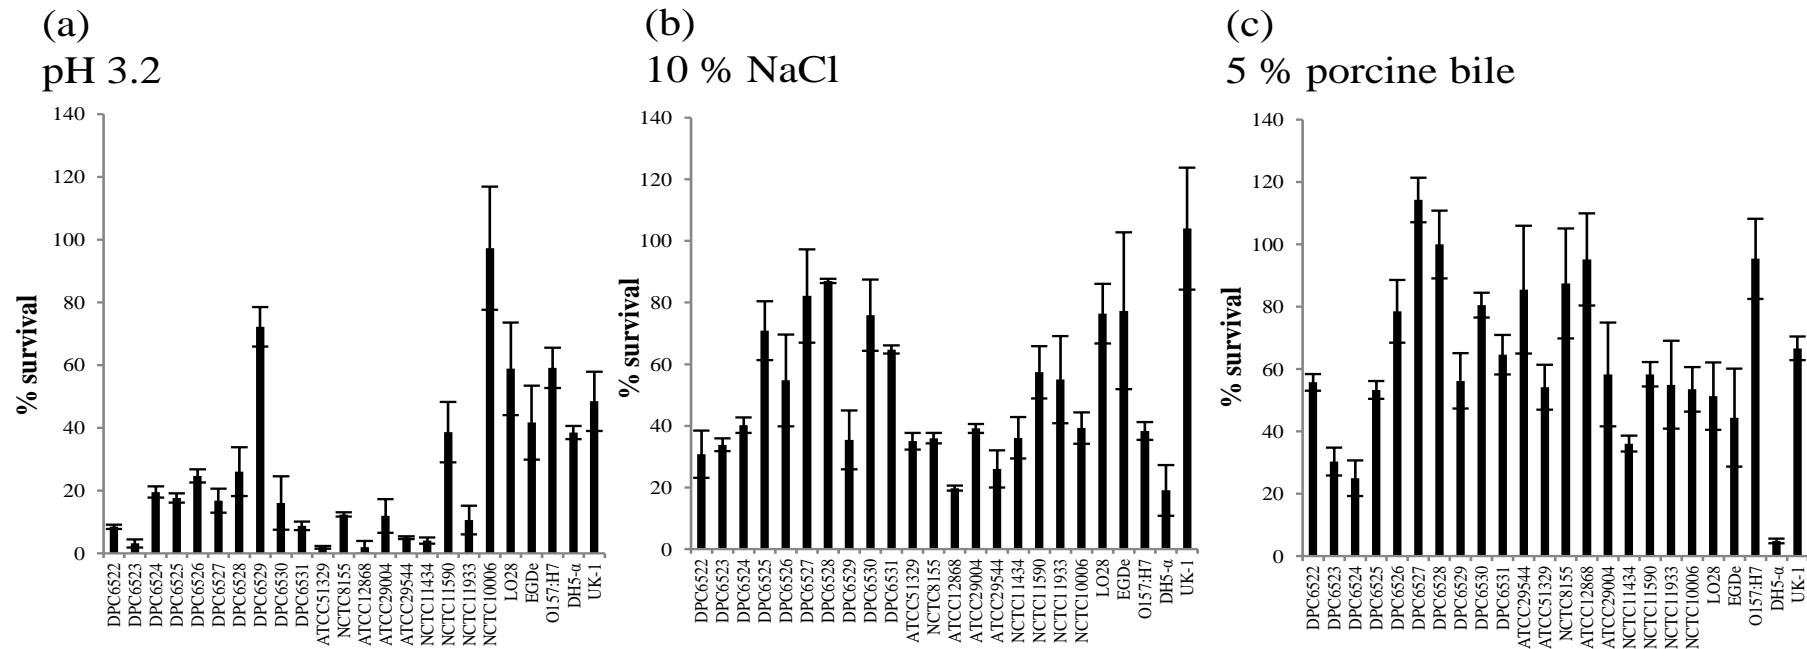 (a)
pH 3.2
140
120
100
80
60
40
20
0
% survival
DPC6522
DPC6523
DPC6524
DPC6525
DPC6526
DPC6527
DPC6528
DPC6529
DPC6530
DPC6531
ATCC51329
NCTC8155
ATCC12868
ATCC29004
ATCC29544
NCTC11434
NCTC11590
NCTC11933
NCTC10006
LO28
EGDe
O157:H7
DH5-α
UK-1
(b)
10 % NaCl
140
120
100
80
60
40
20
0
% survival
DPC6522
DPC6523
DPC6524
DPC6525
DPC6526
DPC6527
DPC6528
DPC6529
DPC6530
DPC6531
ATCC51329
NCTC8155
ATCC12868
ATCC29004
ATCC29544
NCTC11434
NCTC11590
NCTC11933
NCTC10006
LO28
EGDe
O157:H7
DH5-α
UK-1
(c)
5 % porcine bile
140
120
100
80
60
40
20
0
% survival
DPC6522
DPC6523
DPC6524
DPC6525
DPC6526
DPC6527
DPC6528
DPC6529
DPC6530
DPC6531
ATCC29544
ATCC51329
NCTC8155
ATCC12868
ATCC29004
NCTC11434
NCTC11590
NCTC11933
NCTC10006
LO28
EGDe
O157:H7
DH5-α
UK-1